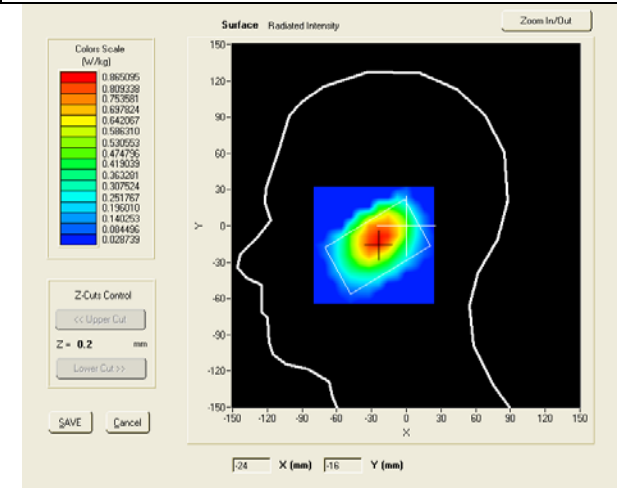 Surface Radiated Intensity
Zoom In/Out
Colors Scale
(W/kg)
0.865095
0.809338
0.753581
0.697824
0.642067
0.586310
0.530553
0.474796
0.419039
0.363281
0.307524
0.251767
0.196010
0.140253
0.084496
0.028739
Z-Cuts Control
<< Upper Cut
Z = 0.2 mm
Lower Cut >>
SAVE Cancel
150
120
90
60
30
0
-30
-60
-90
-120
-150
Y
-150 -120 -90 -60 -30 0 30 60 90 120 150
X
-24 X (mm) -16 Y (mm)